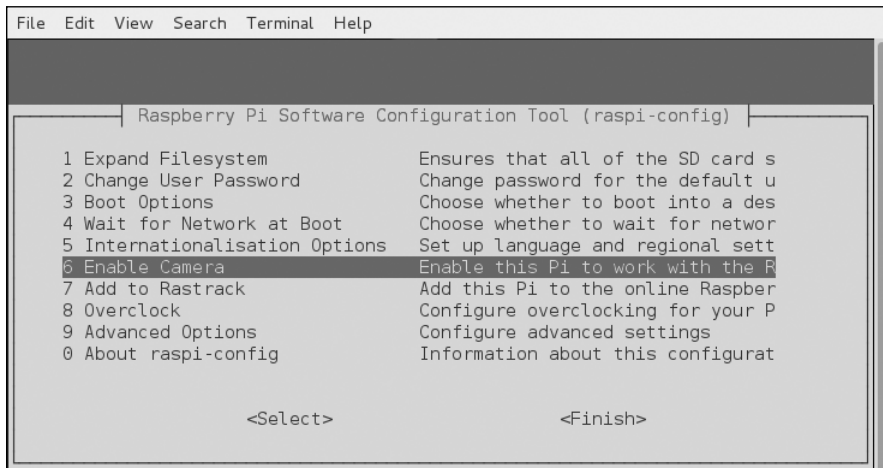 File Edit View Search Terminal Help
Raspberry Pi Software Configuration Tool (raspi-config)
1 Expand Filesystem Ensures that all of the SD card s
2 Change User Password Change password for the default u
3 Boot Options Choose whether to boot into a des
4 Wait for Network at Boot Choose whether to wait for networ
5 Internationalisation Options Set up language and regional sett
6 Enable Camera Enable this Pi to work with the R
7 Add to Rastrack Add this Pi to the online Raspber
8 Overclock Configure overclocking for your P
9 Advanced Options Configure advanced settings
0 About raspi-config Information about this configurat
<Select> <Finish>